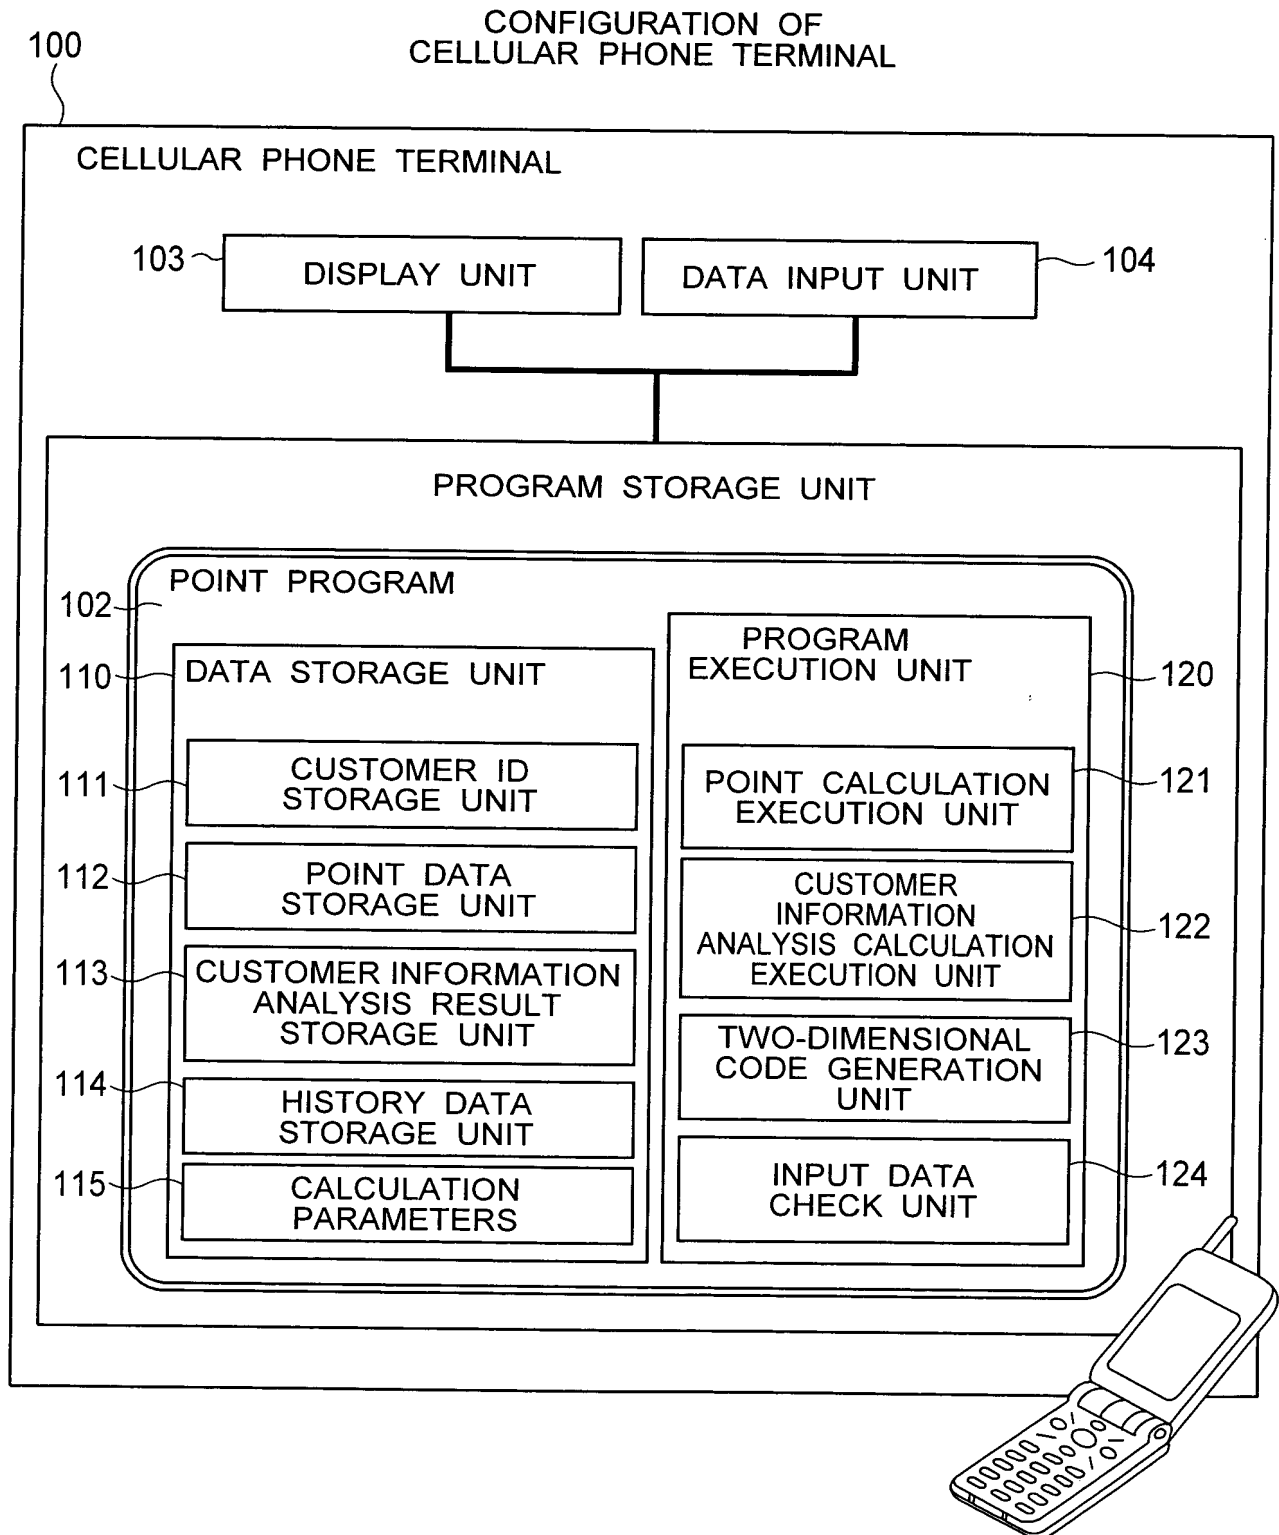 CONFIGURATION OF
CELLULAR PHONE TERMINAL
100
CELLULAR PHONE TERMINAL
103
DISPLAY UNIT
DATA INPUT UNIT
104
PROGRAM STORAGE UNIT
POINT PROGRAM
102
110
DATA STORAGE UNIT
111
CUSTOMER ID
STORAGE UNIT
112
POINT DATA
STORAGE UNIT
113
CUSTOMER INFORMATION
ANALYSIS RESULT
STORAGE UNIT
114
HISTORY DATA
STORAGE UNIT
115
CALCULATION
PARAMETERS
PROGRAM
EXECUTION UNIT
120
POINT CALCULATION
EXECUTION UNIT
121
CUSTOMER
INFORMATION
ANALYSIS CALCULATION
EXECUTION UNIT
122
TWO-DIMENSIONAL
CODE GENERATION
UNIT
123
INPUT DATA
CHECK UNIT
124